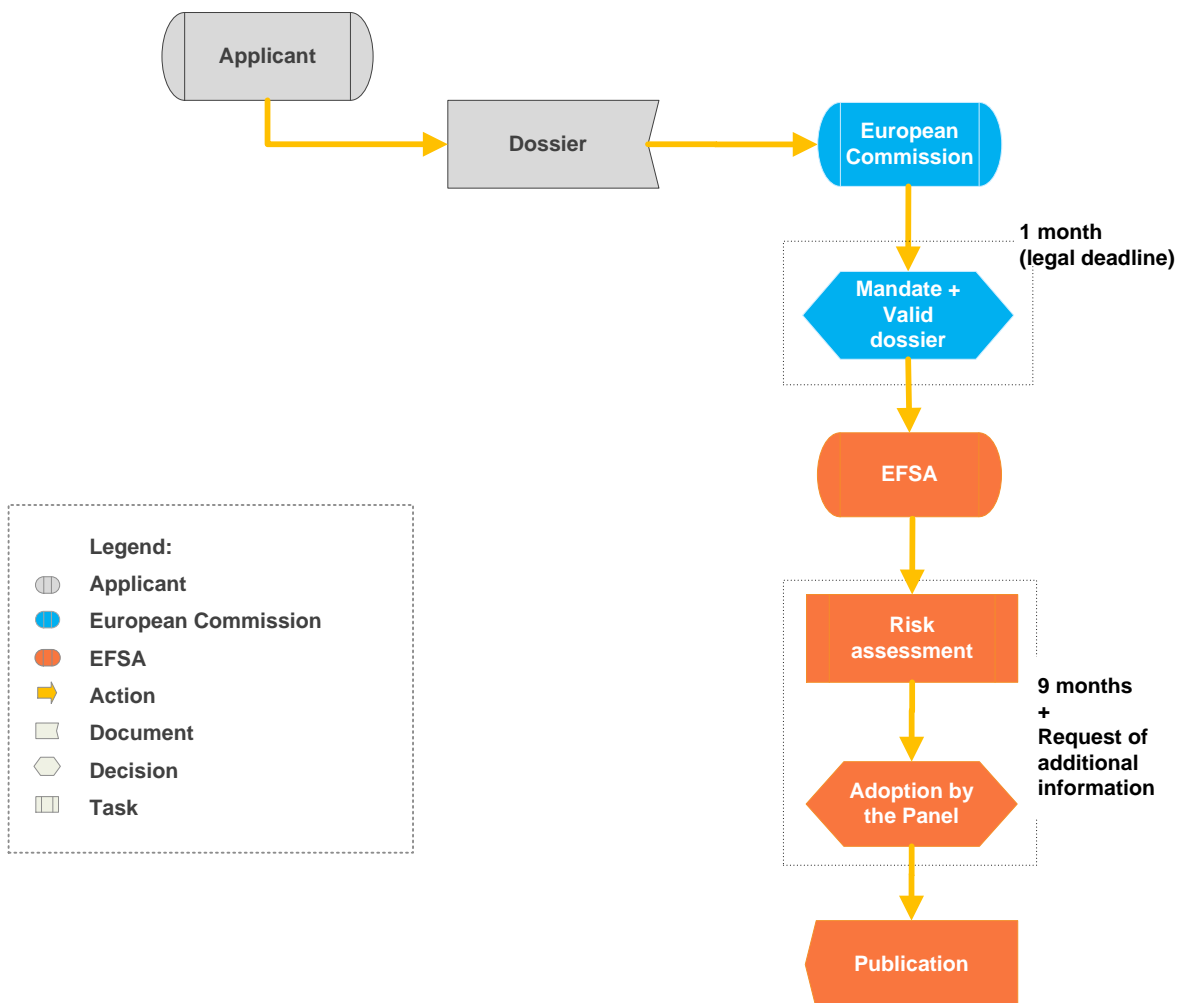 Applicant
Dossier
European
Commission
1 month
(legal deadline)
Mandate +
Valid
dossier
EFSA
Legend:
Applicant
European Commission
EFSA
Action
Document
Decision
Task
Risk
assessment
9 months
+
Request of
additional
information
Adoption by
the Panel
Publication